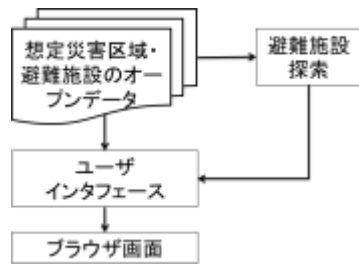 想定災害区域・
避難施設のオー
プンデータ
避難施設
探索
ユーザ
インタフェース
ブラウザ画面